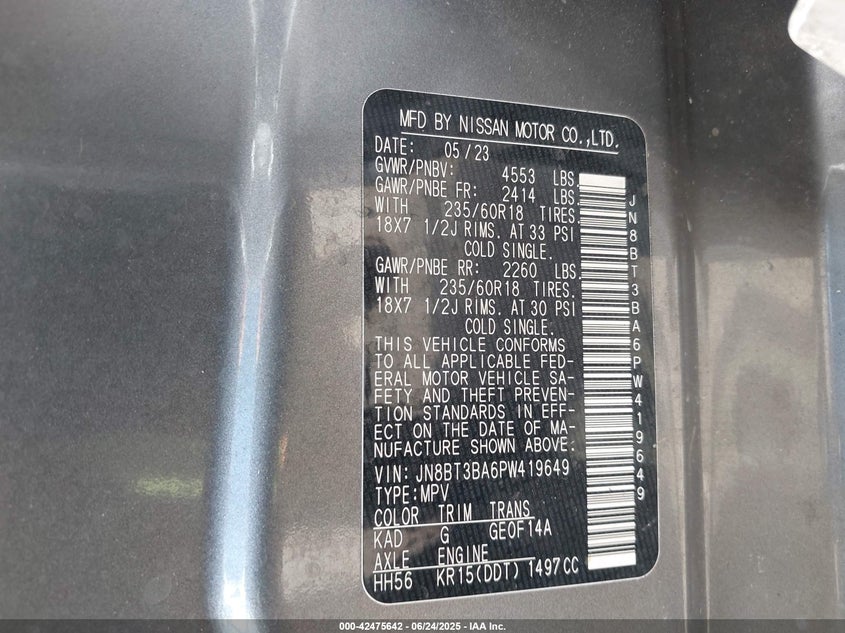 MFD BY NISSAN MOTOR CO.,LTD.
DATE: 05/23
GVWR/PNBV: 4553 LBS.
GAWR/PNBE FR: 2414 LBS.
WITH 235/60R18 TIRES.
18X7 1/2J RIMS. AT 33 PSI
COLD SINGLE.
GAWR/PNBE RR: 2260 LBS.
WITH 235/60R18 TIRES.
18X7 1/2J RIMS. AT 30 PSI
COLD SINGLE.
THIS VEHICLE CONFORMS
TO ALL APPLICABLE FED-
ERAL MOTOR VEHICLE SA-
FETY AND THEFT PREVEN-
TION STANDARDS IN EFF-
ECT ON THE DATE OF MA-
NUFACTURE SHOWN ABOVE:
VIN: JN8BT3BA6PW419649
TYPE:MPV
COLOR TRIM TRANS
KAD G GE0F14A
AXLE ENGINE
HH56 KR15(DDT) 1497CC
JN8BT3BA6PW419649
000-42475642 - 06/24/2025 - IAA Inc.